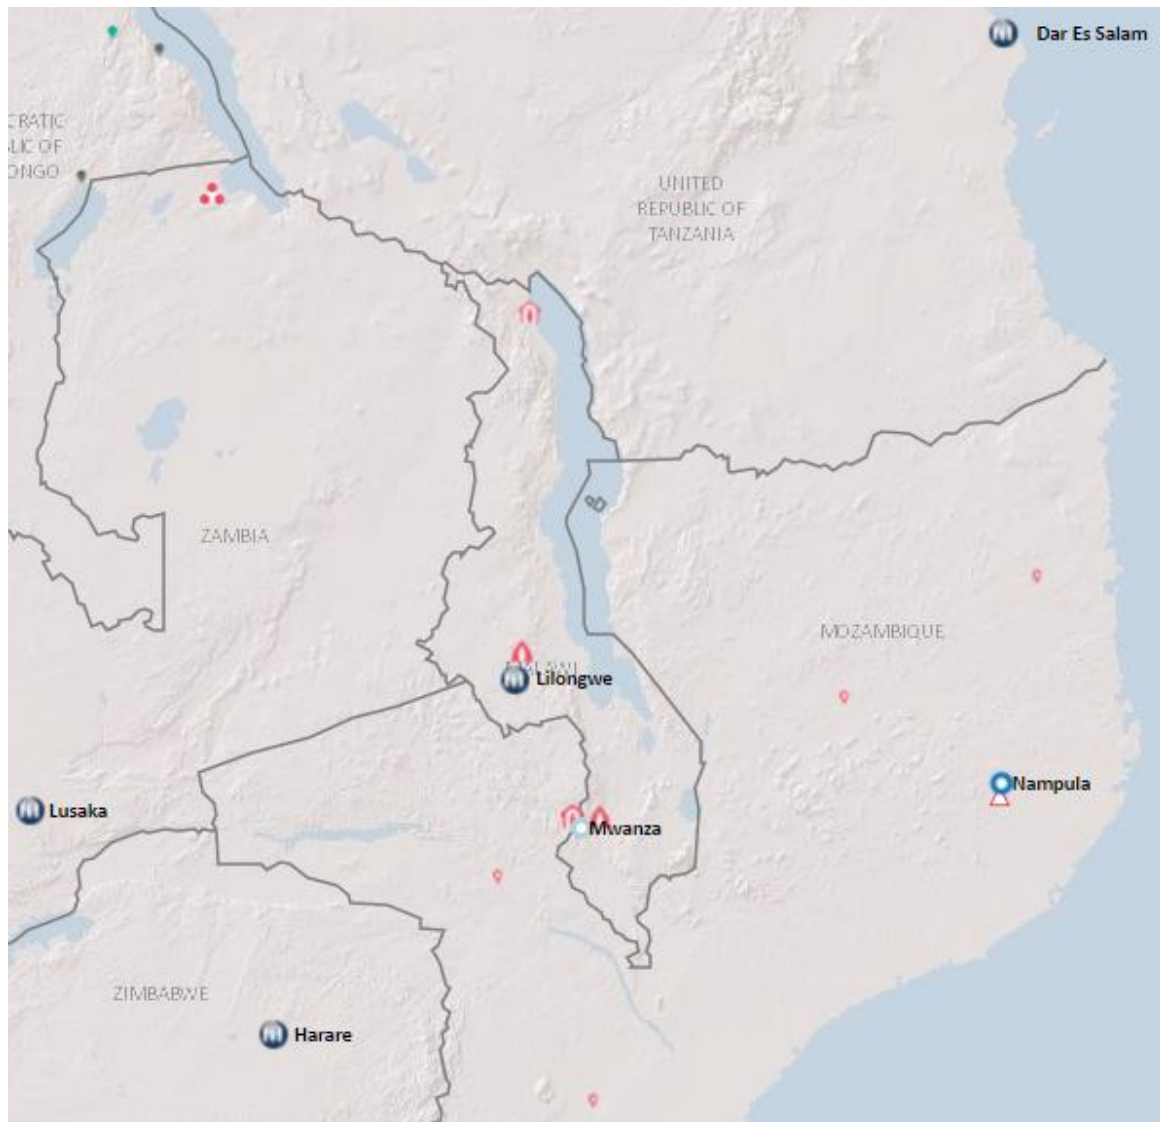 Dar Es Salam
CRATIC
LIC OF
ONGO
UNITED
REPUBLIC OF
TANZANIA
ZAMBIA
MOZAMBIQUE
MALAWI
Lilongwe
Nampula
Lusaka
Mwanza
ZIMBABWE
Harare